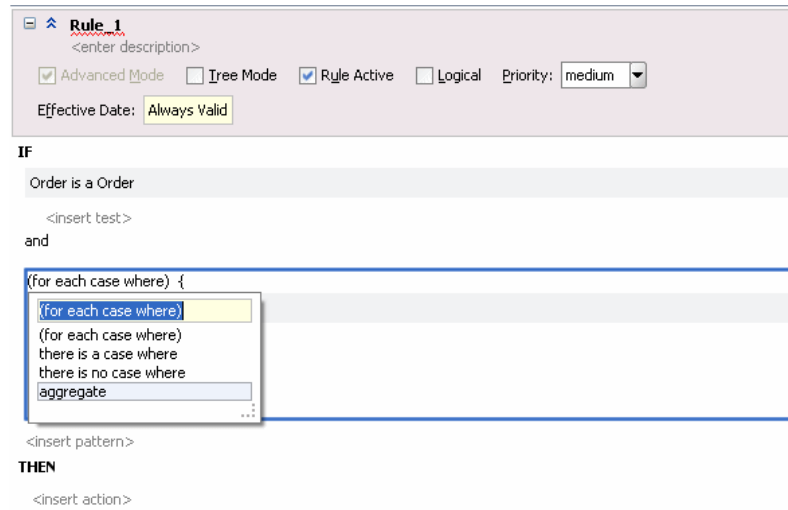 Rule_1
<enter description>
Advanced Mode Tree Mode Rule Active Logical Priority: medium
Effective Date: Always Valid
IF
Order is a Order
<insert test>
and
(for each case where) {
(for each case where)
(for each case where)
there is a case where
there is no case where
aggregate
<insert pattern>
THEN
<insert action>